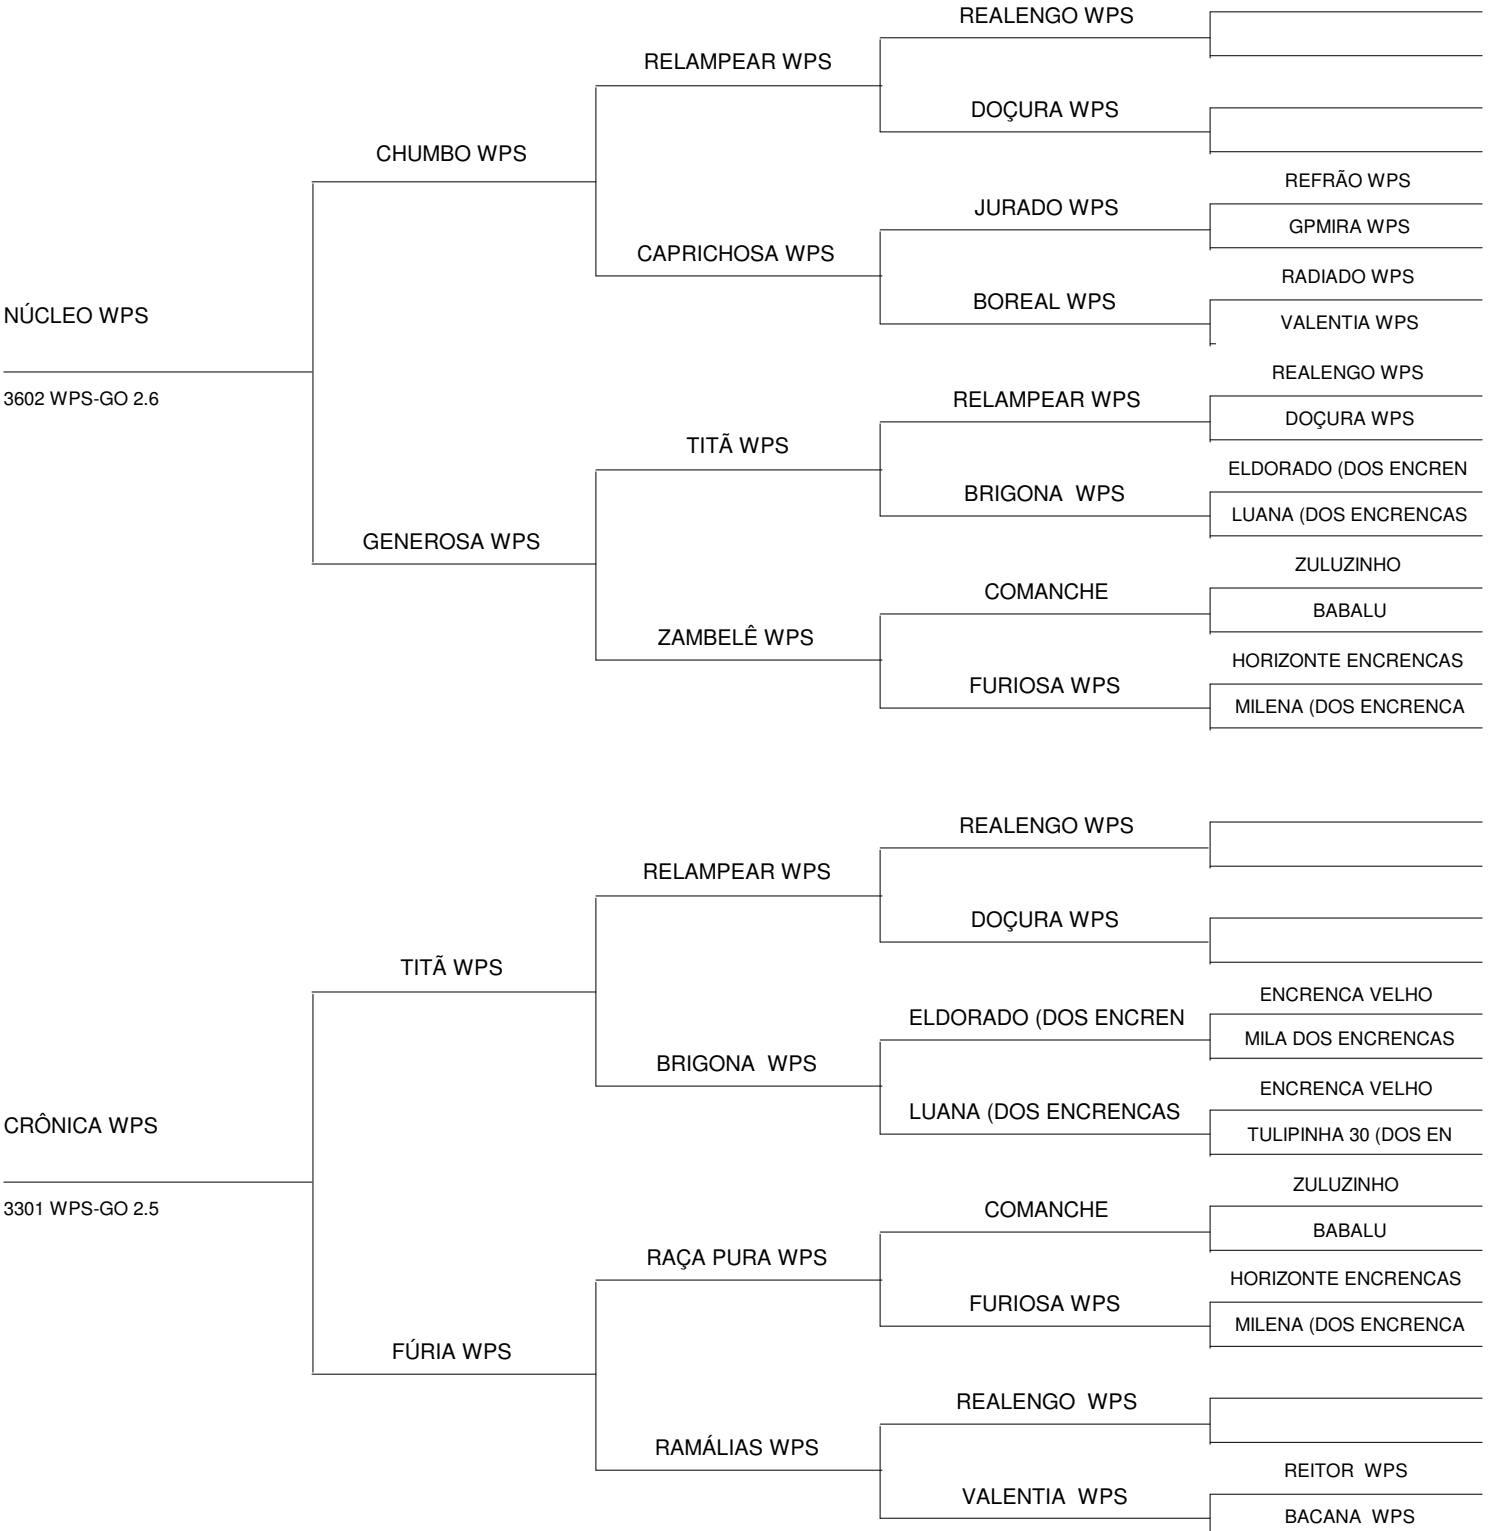 REALENGO WPS
RELAMPEAR WPS
DOÇURA WPS
CHUMBO WPS
REFRÃO WPS
JURADO WPS
GPMIRA WPS
CAPRICHOSA WPS
RADIADO WPS
BOREAL WPS
VALENTIA WPS
NÚCLEO WPS
REALENGO WPS
3602 WPS-GO 2.6
RELAMPEAR WPS
DOÇURA WPS
TITÃ WPS
ELDORADO (DOS ENCREN
BRIGONA  WPS
LUANA (DOS ENCRENCAS
GENEROSA WPS
ZULUZINHO
COMANCHE
BABALU
ZAMBELÊ WPS
HORIZONTE ENCRENCAS
FURIOSA WPS
MILENA (DOS ENCRENCA
REALENGO WPS
RELAMPEAR WPS
DOÇURA WPS
TITÃ WPS
ENCRENCA VELHO
ELDORADO (DOS ENCREN
MILA DOS ENCRENCAS
BRIGONA  WPS
ENCRENCA VELHO
LUANA (DOS ENCRENCAS
TULIPINHA 30 (DOS EN
CRÔNICA WPS
ZULUZINHO
3301 WPS-GO 2.5
COMANCHE
BABALU
RAÇA PURA WPS
HORIZONTE ENCRENCAS
FURIOSA WPS
MILENA (DOS ENCRENCA
FÚRIA WPS
REALENGO  WPS
RAMÁLIAS WPS
REITOR  WPS
VALENTIA  WPS
BACANA  WPS